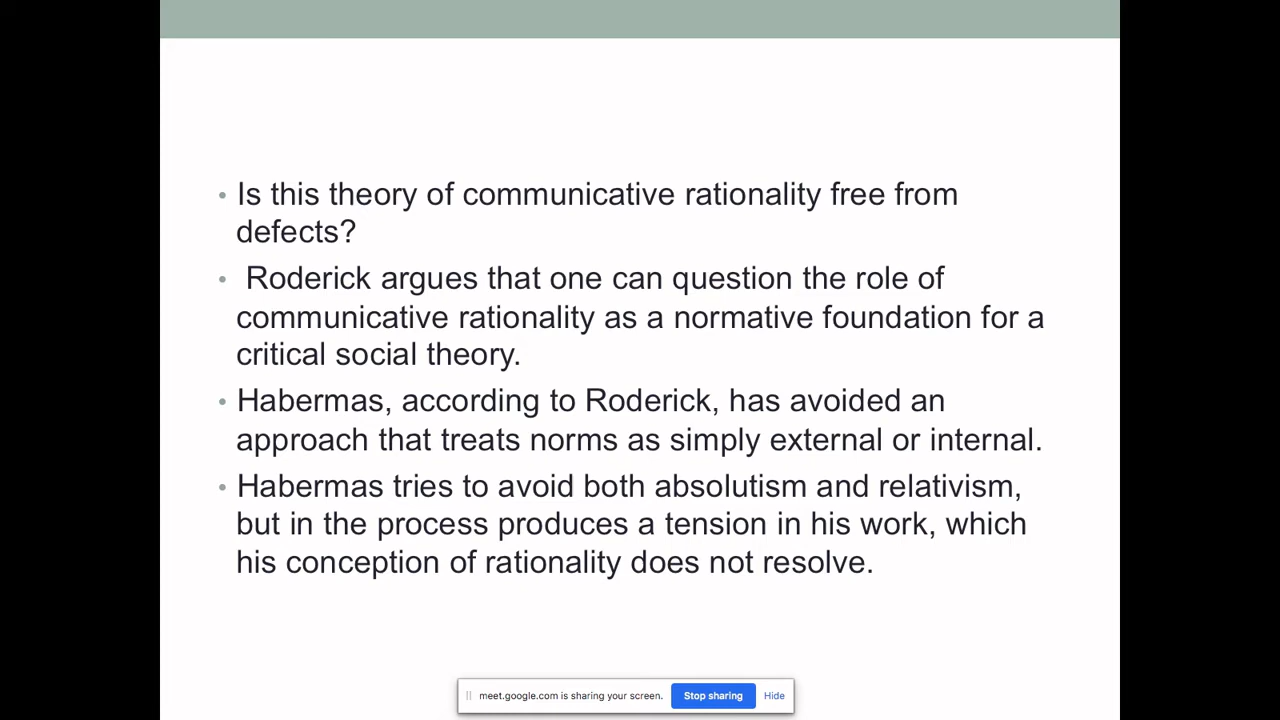 • Is this theory of communicative rationality free from
defects?
• Roderick argues that one can question the role of
communicative rationality as a normative foundation for a
critical social theory.
• Habermas, according to Roderick, has avoided an
approach that treats norms as simply external or internal.
• Habermas tries to avoid both absolutism and relativism,
but in the process produces a tension in his work, which
his conception of rationality does not resolve.
meet.google.com is sharing your screen. Stop sharing Hide